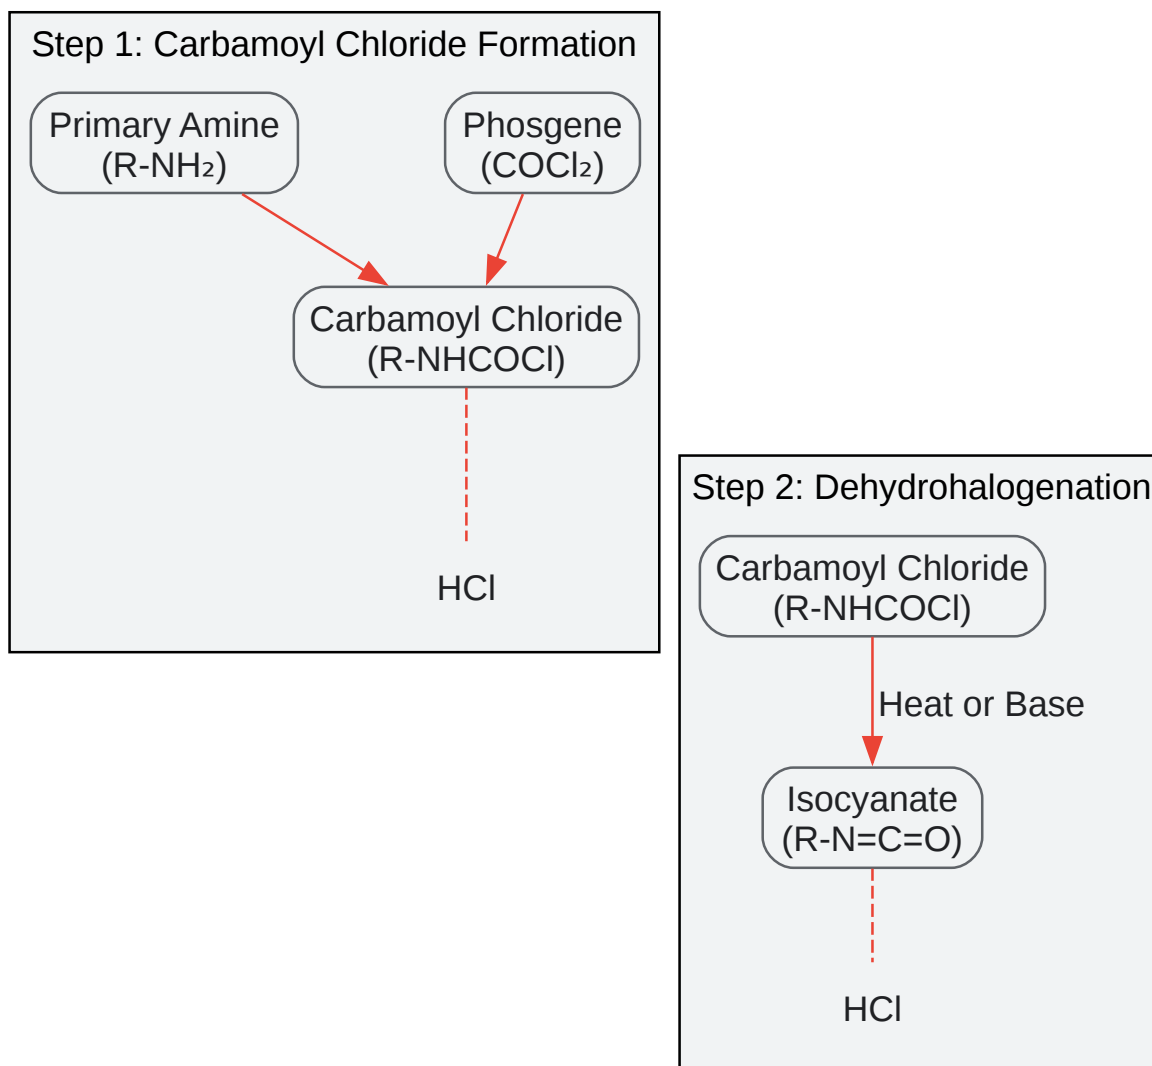 Step 1: Carbamoyl Chloride Formation
Primary Amine
(R-NH₂)
Phosgene
(COCl₂)
Carbamoyl Chloride
(R-NHCOCl)
HCl
Step 2: Dehydrohalogenation
Carbamoyl Chloride
(R-NHCOCl)
Heat or Base
Isocyanate
(R-N=C=O)
HCl